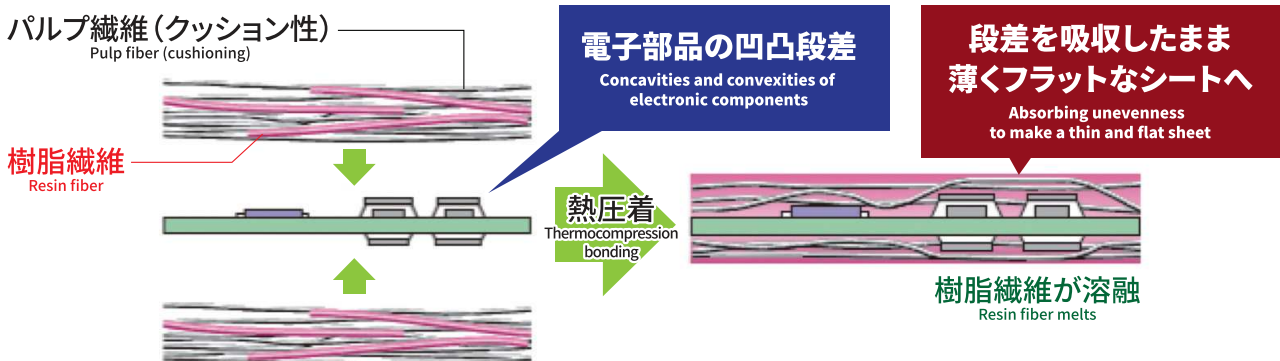 パルプ繊維（クッション性）
Pulp fiber (cushioning)
樹脂繊維
Resin fiber
電子部品の凹凸段差
Concavities and convexities of
electronic components
熱圧着
Thermocompression
bonding
段差を吸収したまま
薄くフラットなシートへ
Absorbing unevenness
to make a thin and flat sheet
樹脂繊維が溶融
Resin fiber melts